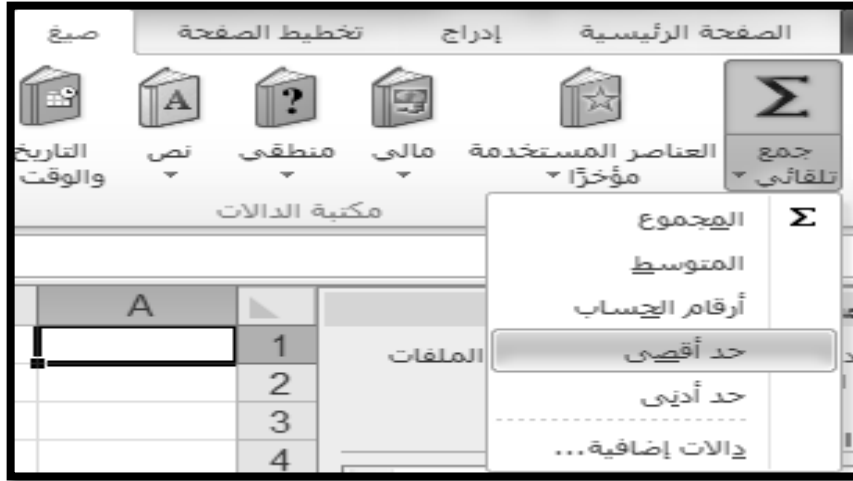 الصفحة الرئيسية إدراج تخطيط الصفحة صيغ
Σ ? A
جمع تلقائي
العناصر المستخدمة مؤخرًا
مالي
منطقي
نص
التاريخ والوقت
مكتبة الدالات
Σ المجموع
المتوسط
أرقام الحساب
حد أقصى
حد أدنى
دالات إضافية...
الملفات
A
1
2
3
4